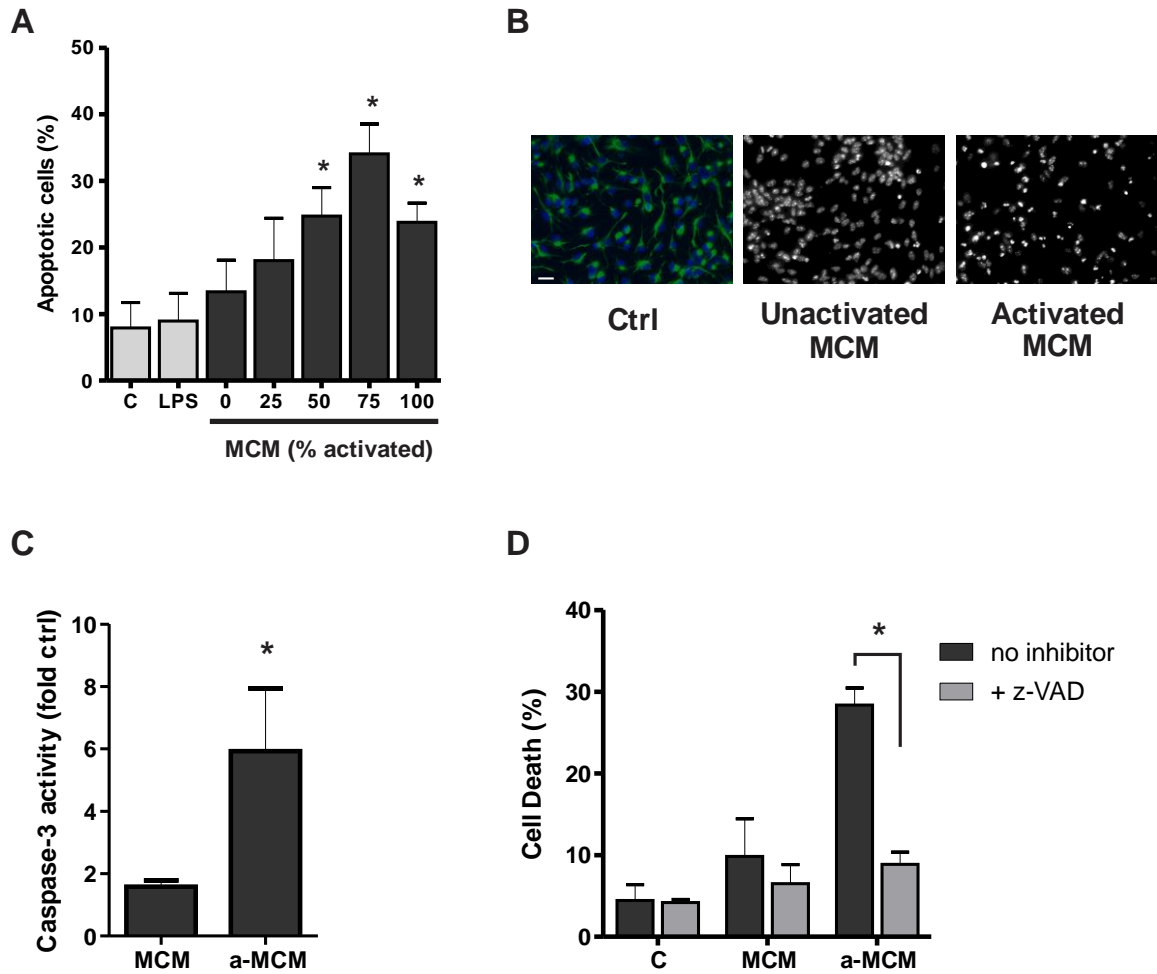 A
Apoptotic cells (%)
50
40
30
20
10
0
*
*
*
C LPS 0 25 50 75 100
MCM (% activated)
B
Ctrl
Unactivated
MCM
Activated
MCM
C
Caspase-3 activity (fold ctrl)
10
8
6
4
2
0
*
MCM a-MCM
D
Cell Death (%)
40
30
20
10
0
*
C MCM a-MCM
no inhibitor
+ z-VAD